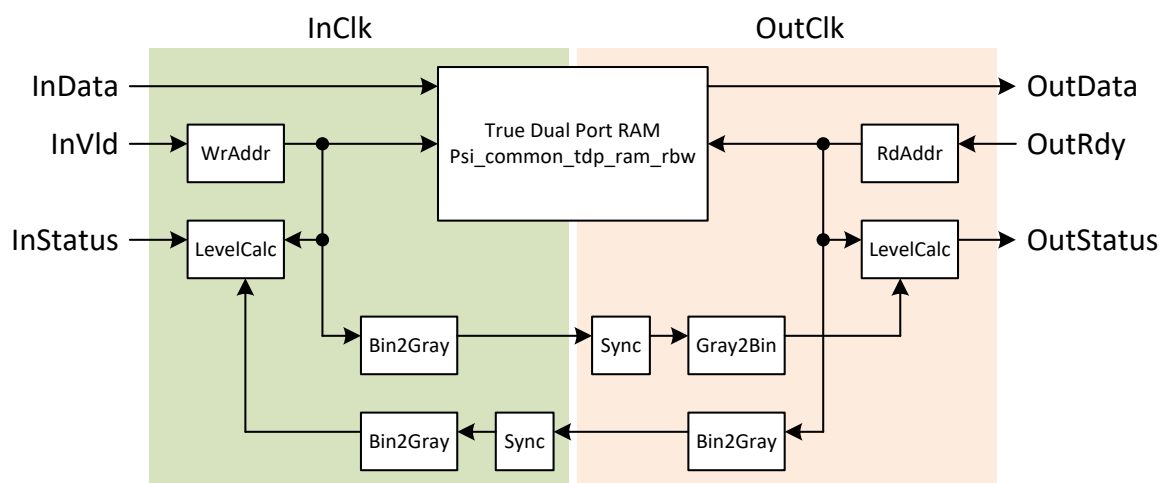 InClk
OutClk
InData
OutData
True Dual Port RAM
Psi_common_tdp_ram_rbw
InVld
WrAddr
RdAddr
OutRdy
InStatus
LevelCalc
LevelCalc
OutStatus
Bin2Gray
Sync
Gray2Bin
Bin2Gray
Sync
Bin2Gray